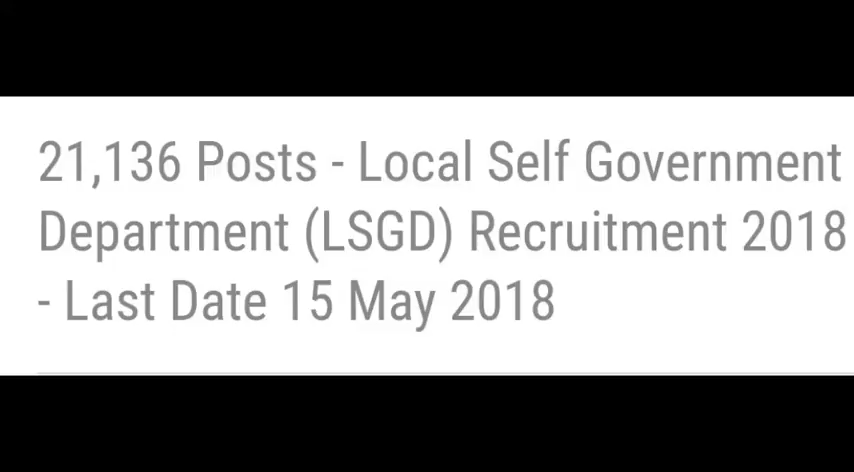 21,136 Posts - Local Self Government
Department (LSGD) Recruitment 2018
- Last Date 15 May 2018